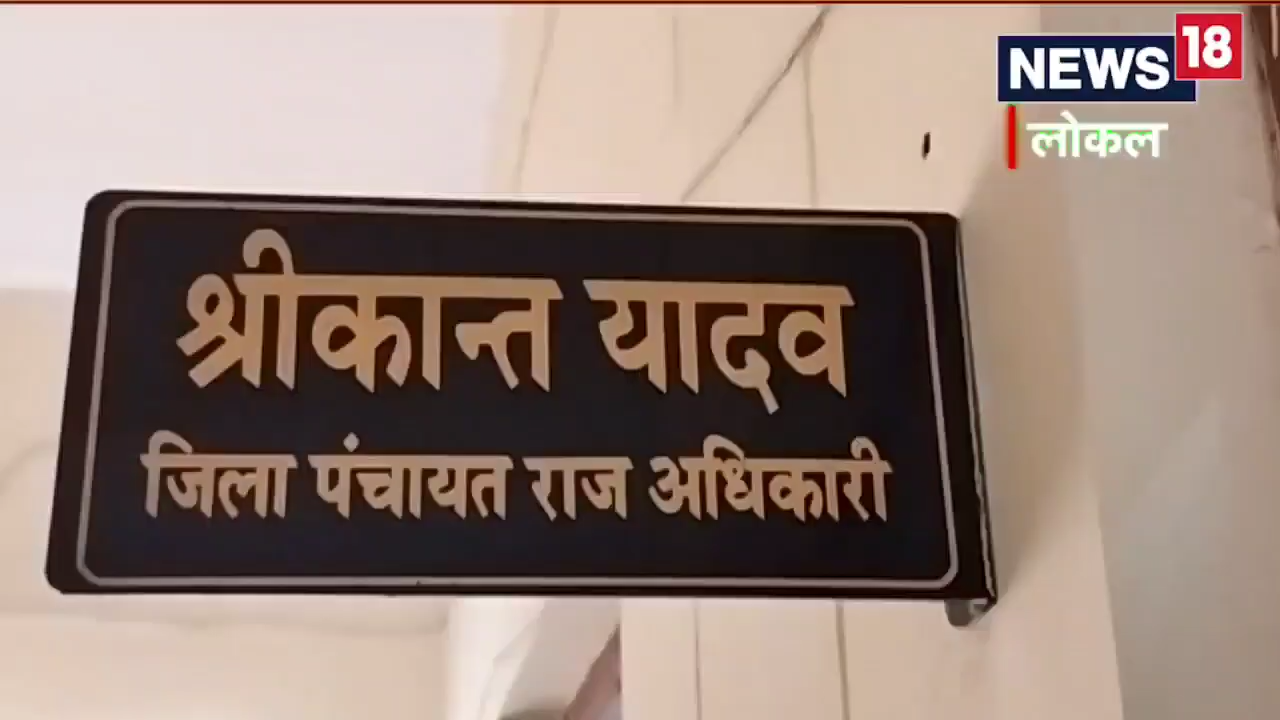 NEWS18
लोकल
श्रीकान्त यादव
जिला पंचायत राज अधिकारी